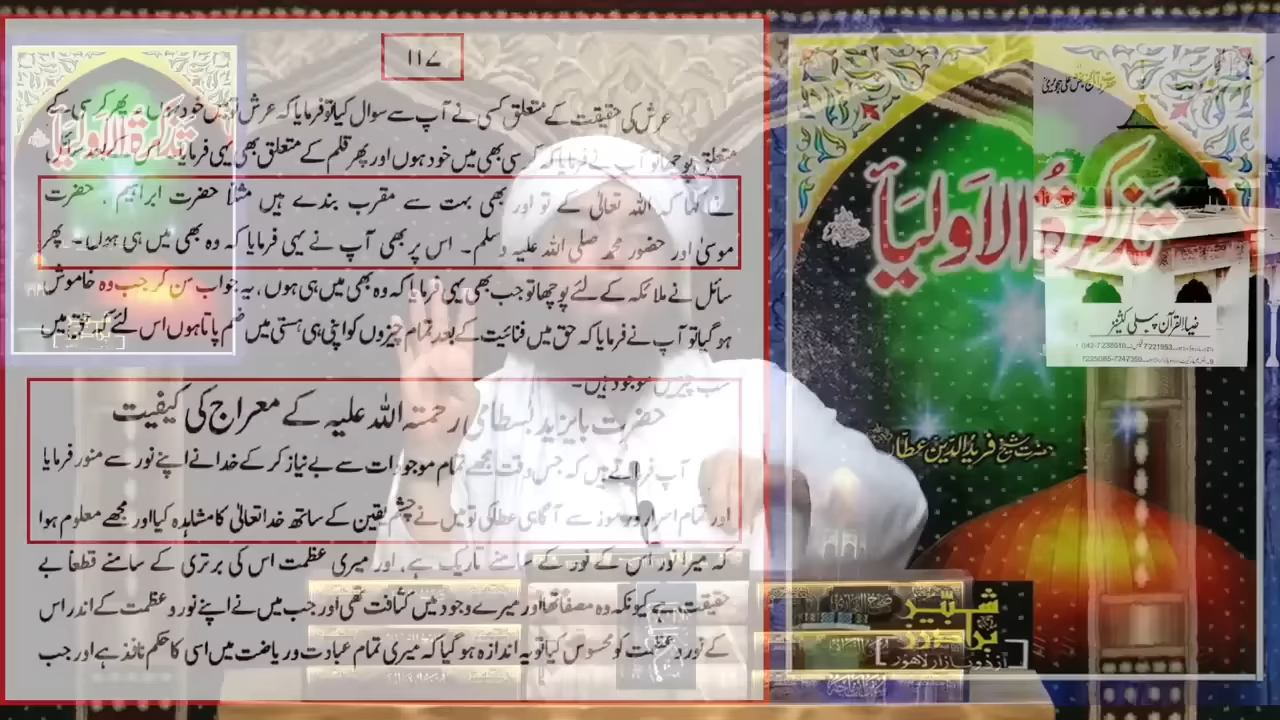 ۱۱۷
عرش کی حقیقت کے متعلق کسی نے آپ سے سوال کیا تو فرمایا کہ عرش تو میں خود ہوں۔ پھر کرسی کے
متعلق پوچھا تو آپ نے فرمایا کہ کرسی بھی میں خود ہوں اور پھر قلم کے متعلق بھی یہی فرمایا
نے کہا کہ اللہ تعالیٰ کے تو اور بھی بہت سے مقرب بندے ہیں مثلاً حضرت ابراہیم، حضرت
موسیٰ اور حضور محمد صلی اللہ علیہ وسلم۔ اس پر بھی آپ نے یہی فرمایا کہ وہ بھی میں ہی ہوں۔ پھر
سائل نے ملائکہ کے لئے پوچھا تو جب بھی یہی فرمایا کہ وہ بھی میں ہی ہوں، یہ جواب سن کر جب وہ خاموش
ہو گیا تو آپ نے فرمایا کہ حق میں فنائیت کے بعد تمام چیزوں کو اپنی ہی ہستی میں ضم پاتا ہوں اس لئے کہ حق میں
سب چیزیں موجود ہیں۔
حضرت بایزید بسطامی رحمتہ اللہ علیہ کے معراج کی کیفیت
آپ فرماتے ہیں کہ جس وقت مجھے تمام موجودات سے بے نیاز کر کے خدا نے اپنے نور سے منور فرمایا
اور تمام اسرار و رموز سے آگاہی عطا کی تو میں نے چشم یقین کے ساتھ خدا تعالیٰ کا مشاہدہ کیا اور مجھے معلوم ہوا
کہ میرا نور اس کے نور کے سامنے تاریک ہے، اور میری عظمت اس کی برتری کے سامنے قطعاً بے
حقیقت ہے کیونکہ وہ مصفا تھا اور میرے وجود میں کثافت تھی اور جب میں نے اپنے نور و عظمت کے اندر اس
کے نور و عظمت کو محسوس کیا تو یہ اندازہ ہو گیا کہ میری تمام عبادت و ریاضت میں اسی کا حکم نافذ ہے اور جب
تذکرۃ الاولیاء
تذکرۃ الاولیاء
ضیاءالقرآن پبلی کیشنز
حضرت شیخ فرید الدین عطار
شبیر
برادرز
اردو بازار لاہور